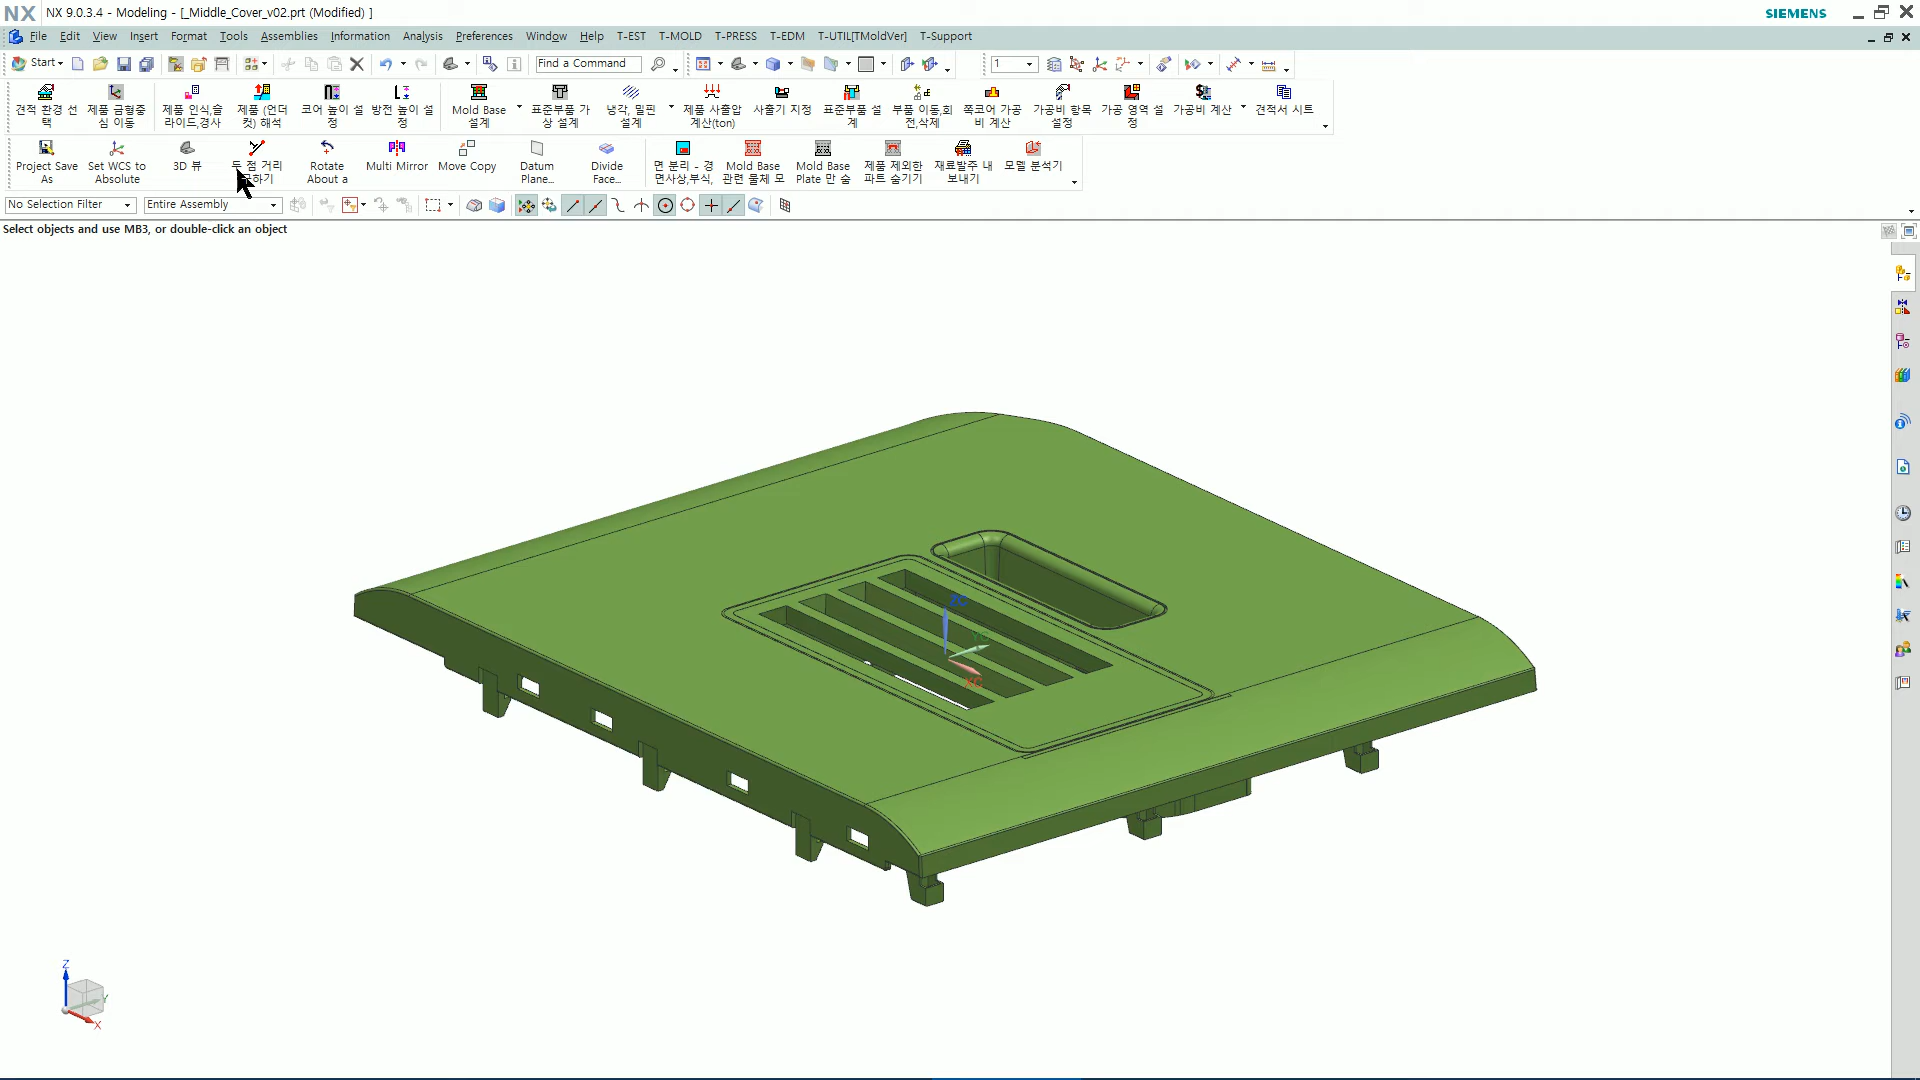 NX NX 9.0.3.4 - Modeling - [_Middle_Cover_v02.prt (Modified) ] SIEMENS
File Edit View Insert Format Tools Assemblies Information Analysis Preferences Window Help T-EST T-MOLD T-PRESS T-EDM T-UTIL[TMoldVer] T-Support
Start Find a Command 1
견적 환경 선 제품 금형중 제품 인식,슬 제품 (언더 코어 높이 설 방전 높이 설 Mold Base 표준부품 가 냉각, 밀핀 제품 사출압 사출기 지정 표준부품 설 부품 이동,회 쪽코어 가공 가공비 항목 가공 영역 설 가공비 계산 견적서 시트
택 심 이동 라이드,경사 컷) 해석 정 정 설계 상 설계 설계 계산(ton) 계 전,삭제 비 계산 설정 정
Project Save Set WCS to 3D 뷰 두 점 거리 Rotate Multi Mirror Move Copy Datum Divide 면 분리 - 경 Mold Base Mold Base 제품 제외한 재료발주 내 모델 분석기
As Absolute 하기 About a Plane... Face... 면사상,부식, 관련 물체 모 Plate 만 숨 파트 숨기기 보내기
No Selection Filter Entire Assembly
Select objects and use MB3, or double-click an object
ZC
YC
XC
Z
Y
X